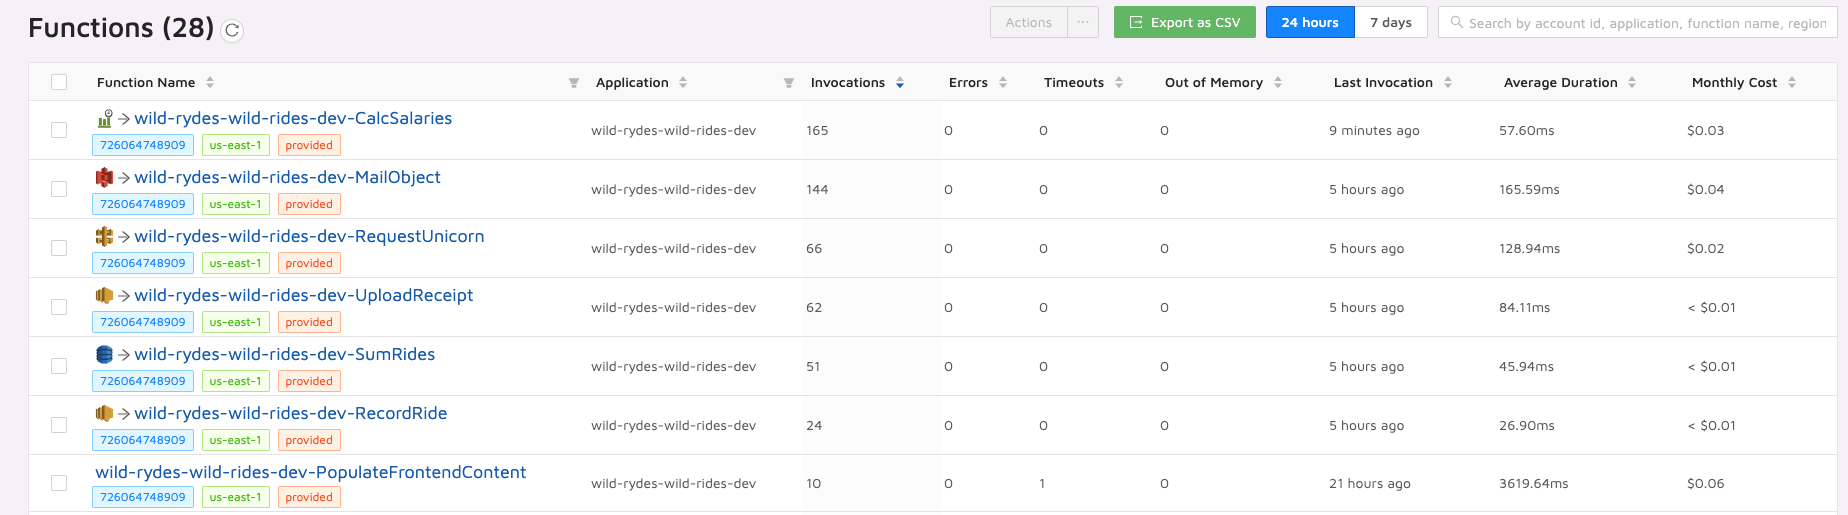 Functions (28)
Actions ··· Export as CSV 24 hours 7 days Search by account id, application, function name, region
Function Name Application Invocations Errors Timeouts Out of Memory Last Invocation Average Duration Monthly Cost
wild-rydes-wild-rides-dev-CalcSalaries
wild-rydes-wild-rides-dev 165 0 0 0 9 minutes ago 57.60ms $0.03
726064748909 us-east-1 provided
wild-rydes-wild-rides-dev-MailObject
wild-rydes-wild-rides-dev 144 0 0 0 5 hours ago 165.59ms $0.04
726064748909 us-east-1 provided
wild-rydes-wild-rides-dev-RequestUnicorn
wild-rydes-wild-rides-dev 66 0 0 0 5 hours ago 128.94ms $0.02
726064748909 us-east-1 provided
wild-rydes-wild-rides-dev-UploadReceipt
wild-rydes-wild-rides-dev 62 0 0 0 5 hours ago 84.11ms < $0.01
726064748909 us-east-1 provided
wild-rydes-wild-rides-dev-SumRides
wild-rydes-wild-rides-dev 51 0 0 0 5 hours ago 45.94ms < $0.01
726064748909 us-east-1 provided
wild-rydes-wild-rides-dev-RecordRide
wild-rydes-wild-rides-dev 24 0 0 0 5 hours ago 26.90ms < $0.01
726064748909 us-east-1 provided
wild-rydes-wild-rides-dev-PopulateFrontendContent
wild-rydes-wild-rides-dev 10 0 1 0 21 hours ago 3619.64ms $0.06
726064748909 us-east-1 provided